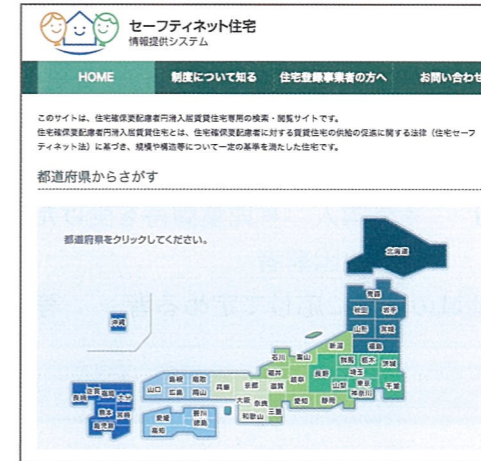 セーフティネット住宅
情報提供システム
HOME 制度について知る 住宅登録事業者の方へ お問い合わせ
このサイトは、住宅確保要配慮者円滑入居賃貸住宅専用の検索・閲覧サイトです。
住宅確保要配慮者円滑入居賃貸住宅とは、住宅確保要配慮者に対する賃貸住宅の供給の促進に関する法律（住宅セーフ
ティネット法）に基づき、規模や構造等について一定の基準を満たした住宅です。
都道府県からさがす
都道府県をクリックしてください。
北海道
青森
秋田 岩手
山形 宮城
福島
新潟
群馬 栃木 茨城
埼玉
山梨 東京 千葉
神奈川
石川 富山
福井 岐阜 長野
滋賀
愛知 静岡
三重
京都 兵庫
大阪 奈良
和歌山
島根 鳥取
山口 広島 岡山
愛媛 香川
高知 徳島
長崎 佐賀 福岡 大分
熊本 宮崎
鹿児島
沖縄